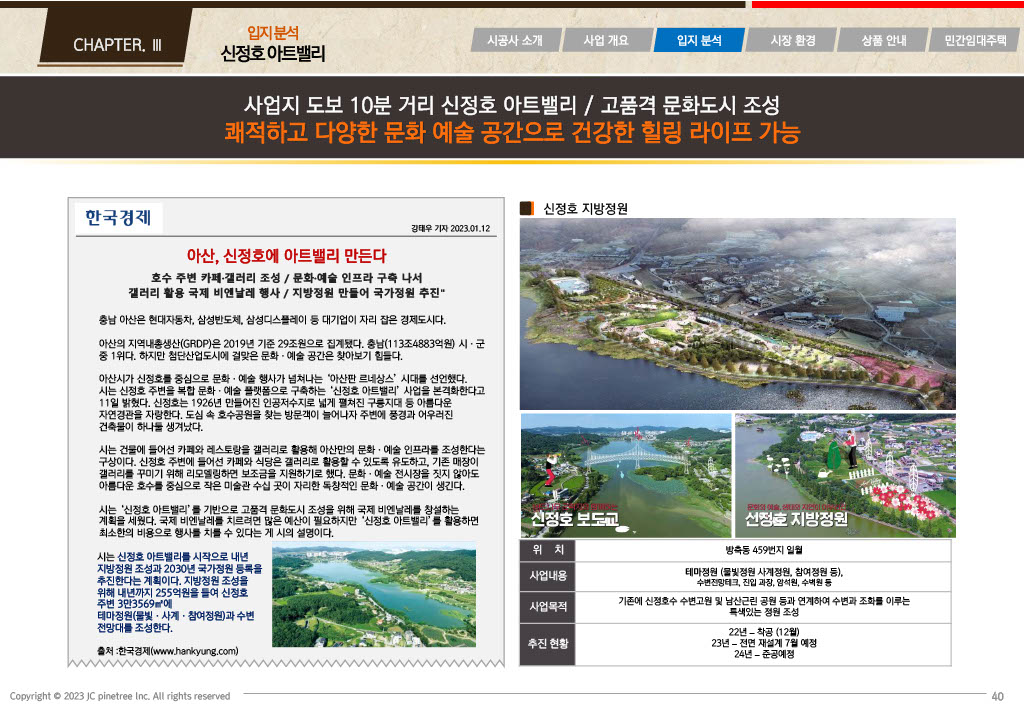 CHAPTER. Ⅲ
입지 분석
신정호 아트밸리
시공사 소개
사업 개요
입지 분석
시장 환경
상품 안내
민간임대주택
사업지 도보 10분 거리 신정호 아트밸리 / 고품격 문화도시 조성
쾌적하고 다양한 문화 예술 공간으로 건강한 힐링 라이프 가능
한국경제
강태우 기자 2023.01.12
아산, 신정호에 아트밸리 만든다
호수 주변 카페·갤러리 조성 / 문화·예술 인프라 구축 나서
갤러리 활용 국제 비엔날레 행사 / 지방정원 만들어 국가정원 추진"
충남 아산은 현대자동차, 삼성반도체, 삼성디스플레이 등 대기업이 자리 잡은 경제도시다.
아산의 지역내총생산(GRDP)은 2019년 기준 29조원으로 집계됐다. 충남(113조4883억원) 시 · 군
중 1위다. 하지만 첨단산업도시에 걸맞은 문화 · 예술 공간은 찾아보기 힘들다.
아산시가 신정호를 중심으로 문화 · 예술 행사가 넘쳐나는 ‘아산판 르네상스’ 시대를 선언했다.
시는 신정호 주변을 복합 문화 · 예술 플랫폼으로 구축하는 ‘신정호 아트밸리’ 사업을 본격화한다고
11일 밝혔다. 신정호는 1926년 만들어진 인공저수지로 넓게 펼쳐진 구릉지대 등 아름다운
자연경관을 자랑한다. 도심 속 호수공원을 찾는 방문객이 늘어나자 주변에 풍경과 어우러진
건축물이 하나둘 생겨났다.
시는 건물에 들어선 카페와 레스토랑을 갤러리로 활용해 아산만의 문화 · 예술 인프라를 조성한다는
구상이다. 신정호 주변에 들어선 카페와 식당은 갤러리로 활용할 수 있도록 유도하고, 기존 매장이
갤러리를 꾸미기 위해 리모델링하면 보조금을 지원하기로 했다. 문화 · 예술 전시장을 짓지 않아도
아름다운 호수를 중심으로 작은 미술관 수십 곳이 자리한 독창적인 문화 · 예술 공간이 생긴다.
시는 ‘신정호 아트밸리’를 기반으로 고품격 문화도시 조성을 위해 국제 비엔날레를 창설하는
계획을 세웠다. 국제 비엔날레를 치르려면 많은 예산이 필요하지만 ‘신정호 아트밸리’를 활용하면
최소한의 비용으로 행사를 치를 수 있다는 게 시의 설명이다.
시는 신정호 아트밸리를 시작으로 내년
지방정원 조성과 2030년 국가정원 등록을
추진한다는 계획이다. 지방정원 조성을
위해 내년까지 255억원을 들여 신정호
주변 3만3569㎡에
테마정원(물빛 · 사계 · 참여정원)과 수변
전망대를 조성한다.
출처 :한국경제(www.hankyung.com)
신정호 지방정원
신정호 보도교
신정호 지방정원
위 치
방축동 459번지 일월
사업내용
테마정원 (물빛정원 사계정원, 참여정원 등),
수변전망테크, 진입 과장, 암석원, 수벽원 등
사업목적
기존에 신정호수 수변고원 및 남산근린 공원 등과 연계하여 수변과 조화를 이루는
특색있는 정원 조성
추진 현황
22년 – 착공 (12월)
23년 – 전면 재설계 7월 예정
24년 – 준공예정
Copyright © 2023 JC pinetree Inc. All rights reserved
40